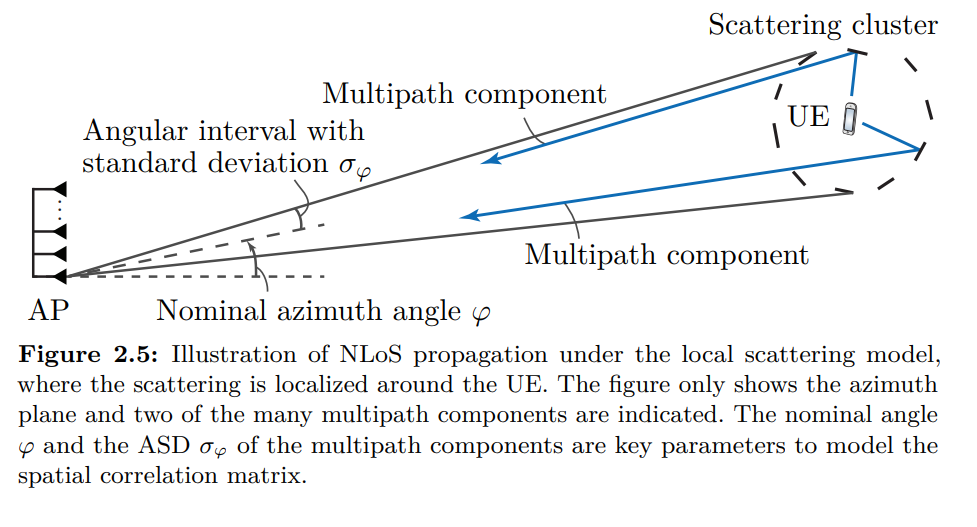 Scattering cluster
Multipath component
UE
Angular interval with
standard deviation σφ
Multipath component
AP
Nominal azimuth angle φ
Figure 2.5: Illustration of NLoS propagation under the local scattering model,
where the scattering is localized around the UE. The figure only shows the azimuth
plane and two of the many multipath components are indicated. The nominal angle
φ and the ASD σφ of the multipath components are key parameters to model the
spatial correlation matrix.